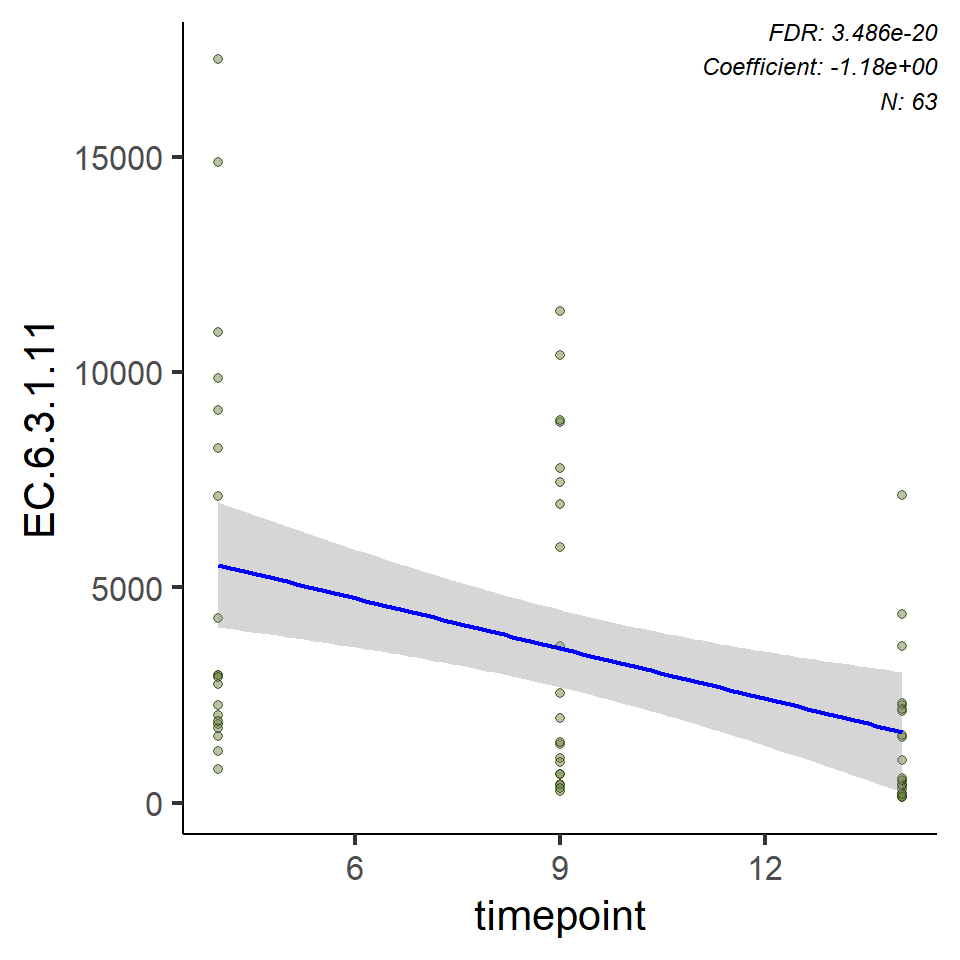 FDR: 3.486e-20
Coefficient: -1.18e+00
N: 63
15000
10000
5000
0
EC.6.3.1.11
6 9 12
timepoint